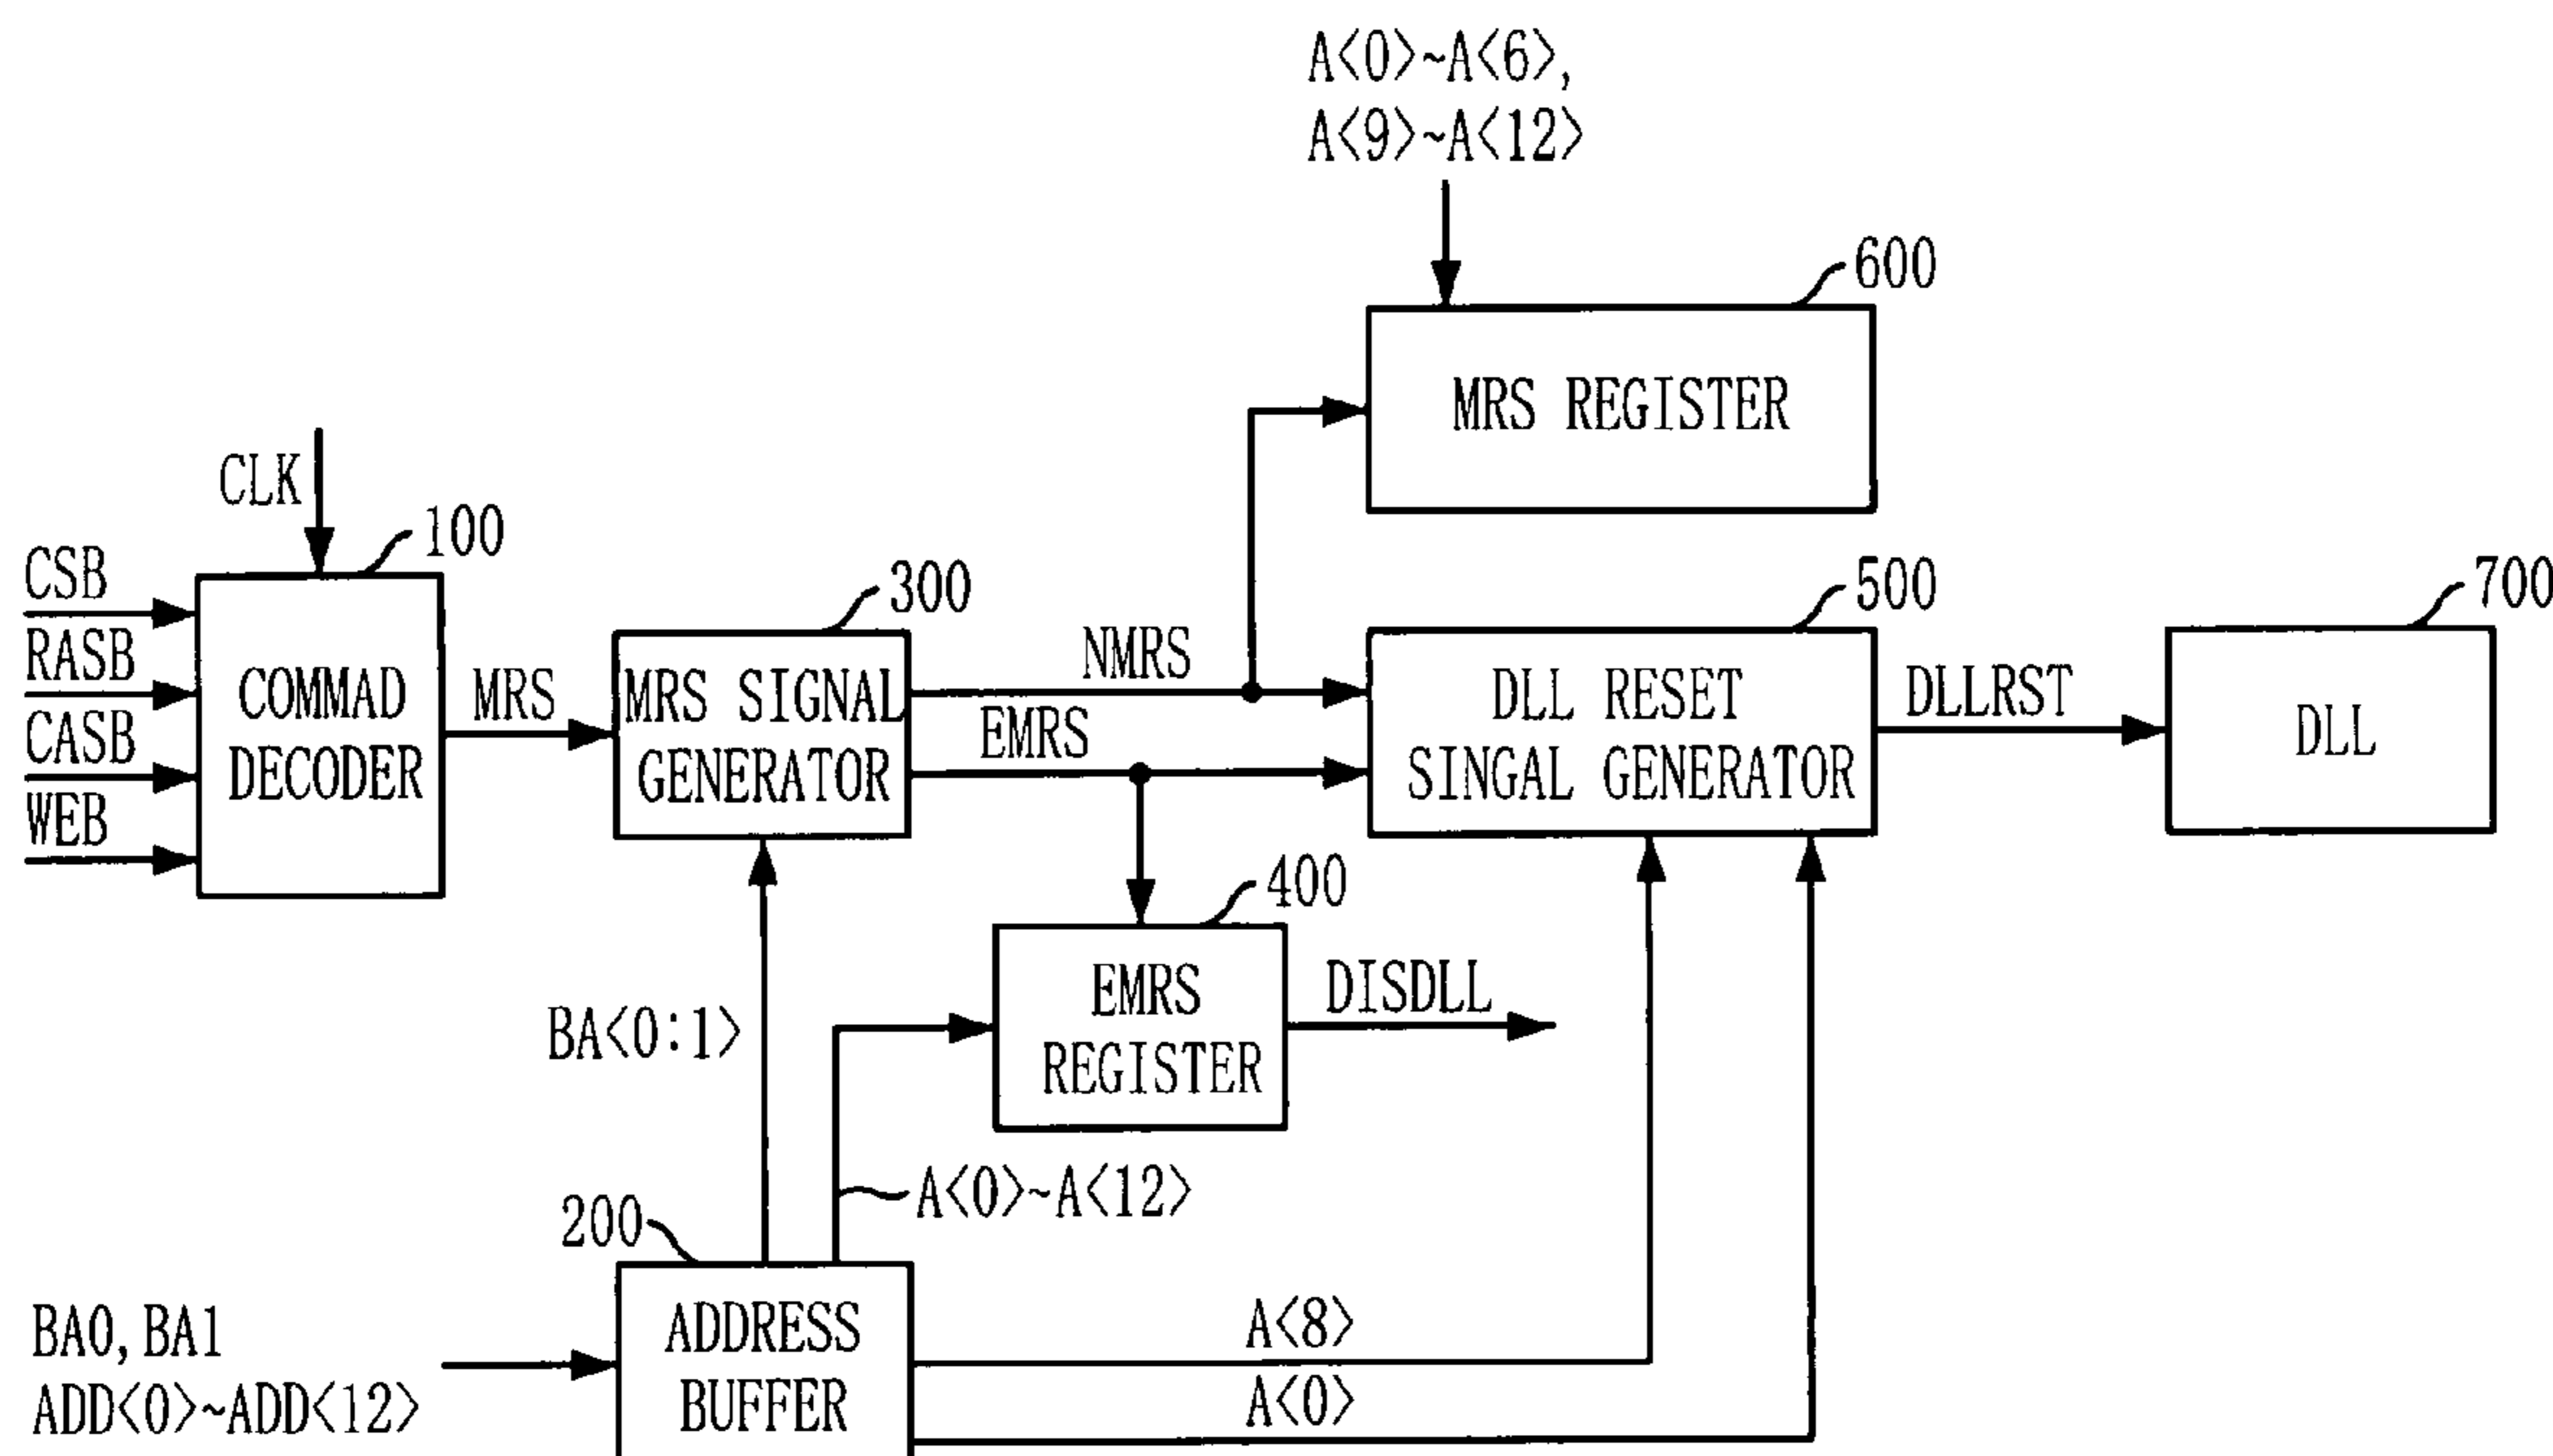 A<0>~A<6>,
A<9>~A<12>
600
MRS REGISTER
CLK
100
CSB
RASB
CASB
WEB
COMMAD
DECODER
MRS
300
MRS SIGNAL
GENERATOR
NMRS
EMRS
500
DLL RESET
SINGAL GENERATOR
DLLRST
700
DLL
400
EMRS
REGISTER
DISDLL
BA<0:1>
A<0>~A<12>
200
BA0, BA1
ADD<0>~ADD<12>
ADDRESS
BUFFER
A<8>
A<0>